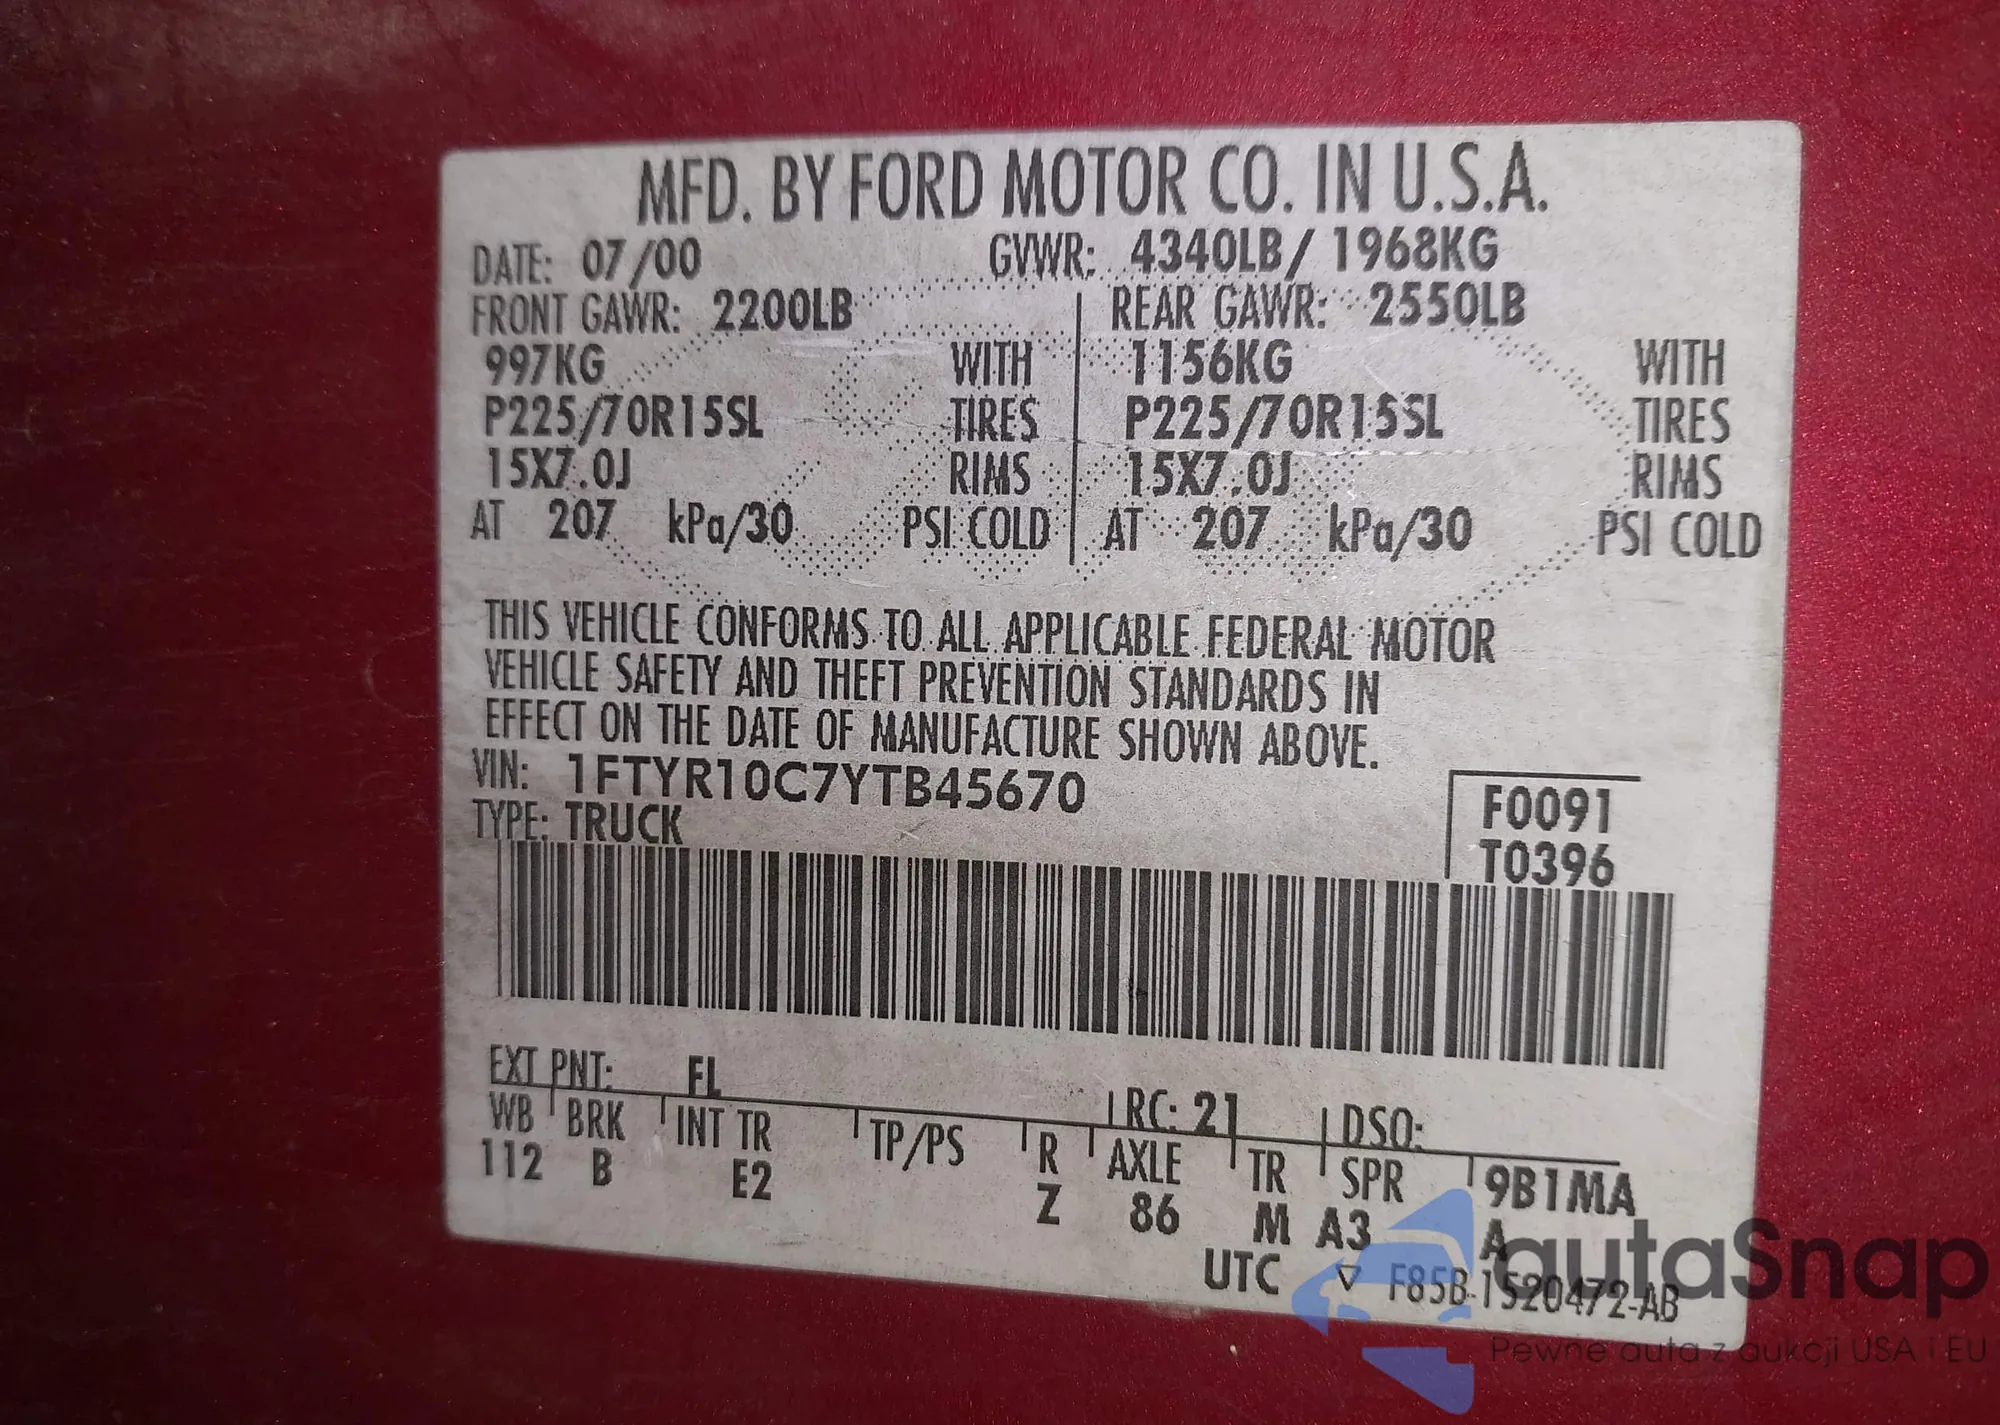 MFD. BY FORD MOTOR CO. IN U.S.A.
DATE: 07/00 GVWR: 4340LB/ 1968KG
FRONT GAWR: 2200LB REAR GAWR: 2550LB
997KG WITH 1156KG WITH
P225/70R15SL TIRES P225/70R15SL TIRES
15X7.0J RIMS 15X7.0J RIMS
AT 207 kPa/30 PSI COLD AT 207 kPa/30 PSI COLD
THIS VEHICLE CONFORMS TO ALL APPLICABLE FEDERAL MOTOR
VEHICLE SAFETY AND THEFT PREVENTION STANDARDS IN
EFFECT ON THE DATE OF MANUFACTURE SHOWN ABOVE.
VIN: 1FTYR10C7YTB45670
TYPE: TRUCK
F0091
T0396
EXT PNT: FL RC: 21 DSO:
WB BRK INT TR TP/PS R AXLE TR SPR 9B1MA
112 B E2 Z 86 M A3 A
UTC ▽ F85B-1520472-AB
autaSnap
Pewne auta z aukcji USA i EU